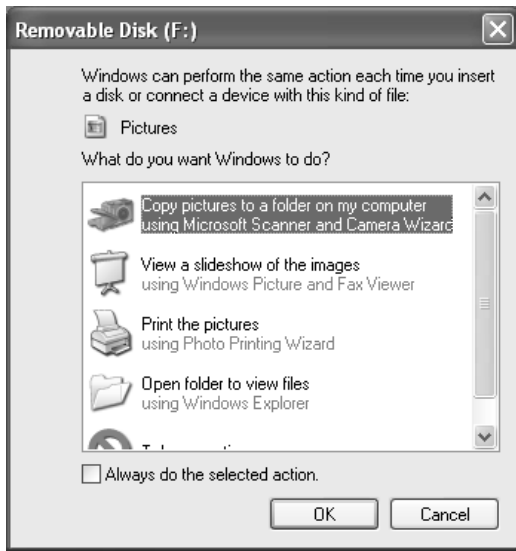 Removable Disk (F:)
Windows can perform the same action each time you insert
a disk or connect a device with this kind of file:
Pictures
What do you want Windows to do?
Copy pictures to a folder on my computer
using Microsoft Scanner and Camera Wizard
View a slideshow of the images
using Windows Picture and Fax Viewer
Print the pictures
using Photo Printing Wizard
Open folder to view files
using Windows Explorer
Always do the selected action.
OK
Cancel